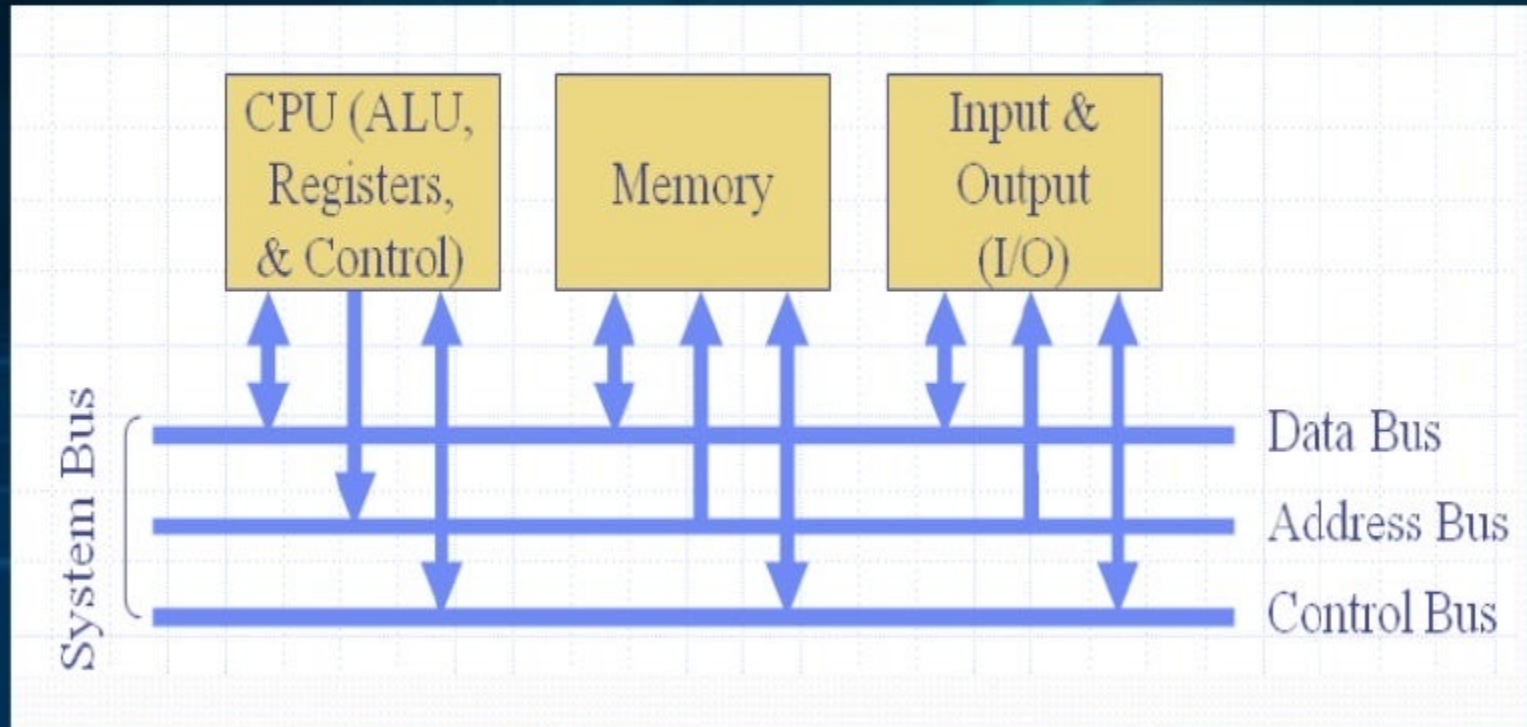 CPU (ALU,
Registers,
& Control)
Memory
Input &
Output
(I/O)
System Bus
Data Bus
Address Bus
Control Bus